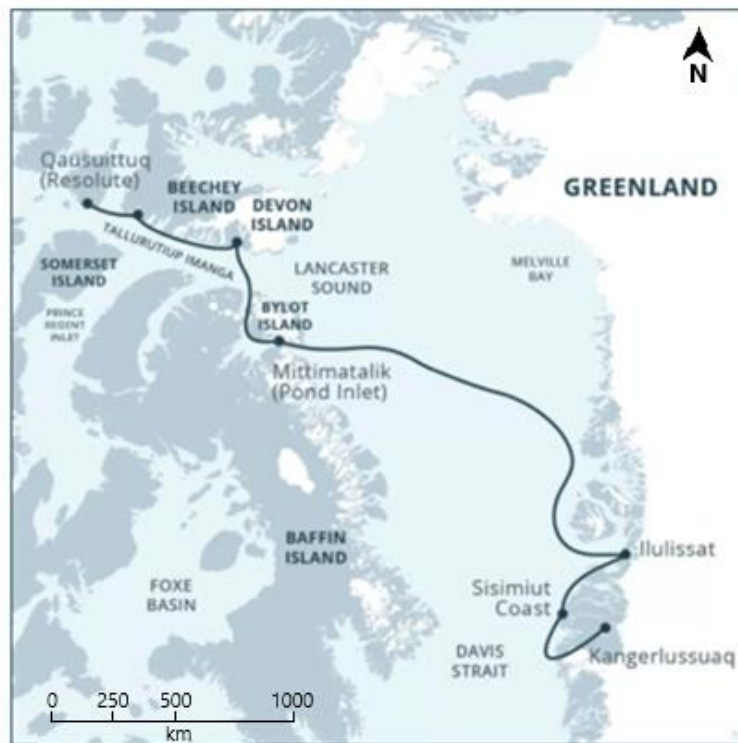 N
Qausuittuq
(Resolute)
BEECHEY
ISLAND
DEVON
ISLAND
GREENLAND
TALLURUTIUP IMANGA
SOMERSET
ISLAND
LANCASTER
SOUND
MELVILLE
BAY
PRINCE
REGENT
INLET
BYLOT
ISLAND
Mittimatalik
(Pond Inlet)
BAFFIN
ISLAND
Ilulissat
FOXE
BASIN
Sisimiut
Coast
DAVIS
STRAIT
Kangerlussuaq
0 250 500 1000
km